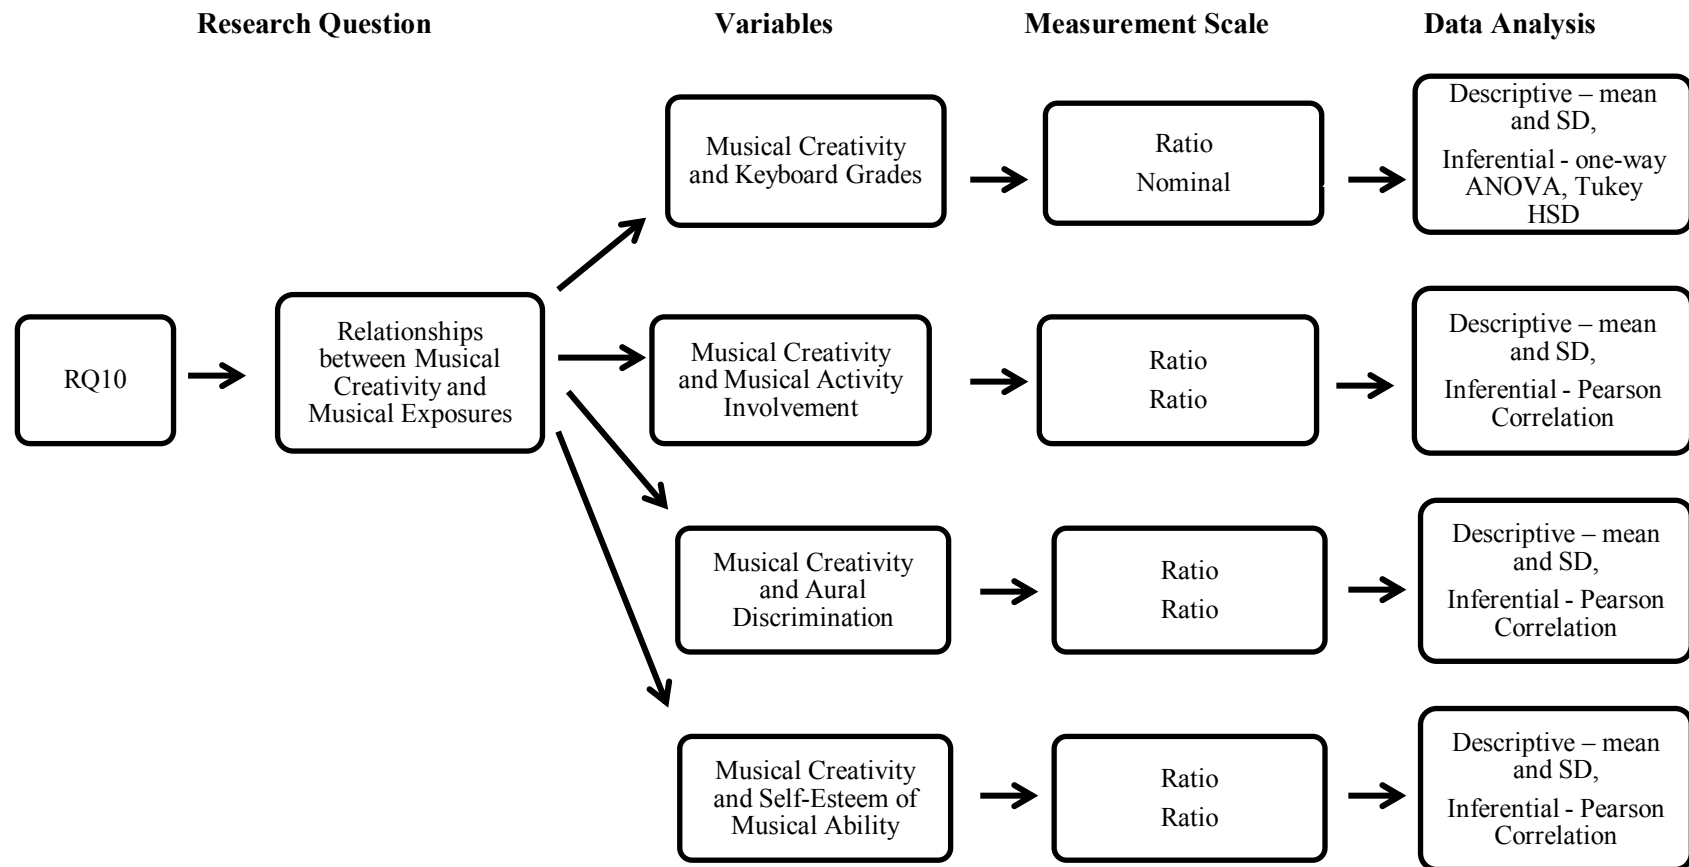 Research Question
Variables
Measurement Scale
Data Analysis
RQ10
Relationships
between Musical
Creativity and
Musical Exposures
Musical Creativity
and Keyboard Grades
Ratio
Nominal
Descriptive – mean
and SD,
Inferential - one-way
ANOVA, Tukey
HSD
Musical Creativity
and Musical Activity
Involvement
Ratio
Ratio
Descriptive – mean
and SD,
Inferential - Pearson
Correlation
Musical Creativity
and Aural
Discrimination
Ratio
Ratio
Descriptive – mean
and SD,
Inferential - Pearson
Correlation
Musical Creativity
and Self-Esteem of
Musical Ability
Ratio
Ratio
Descriptive – mean
and SD,
Inferential - Pearson
Correlation